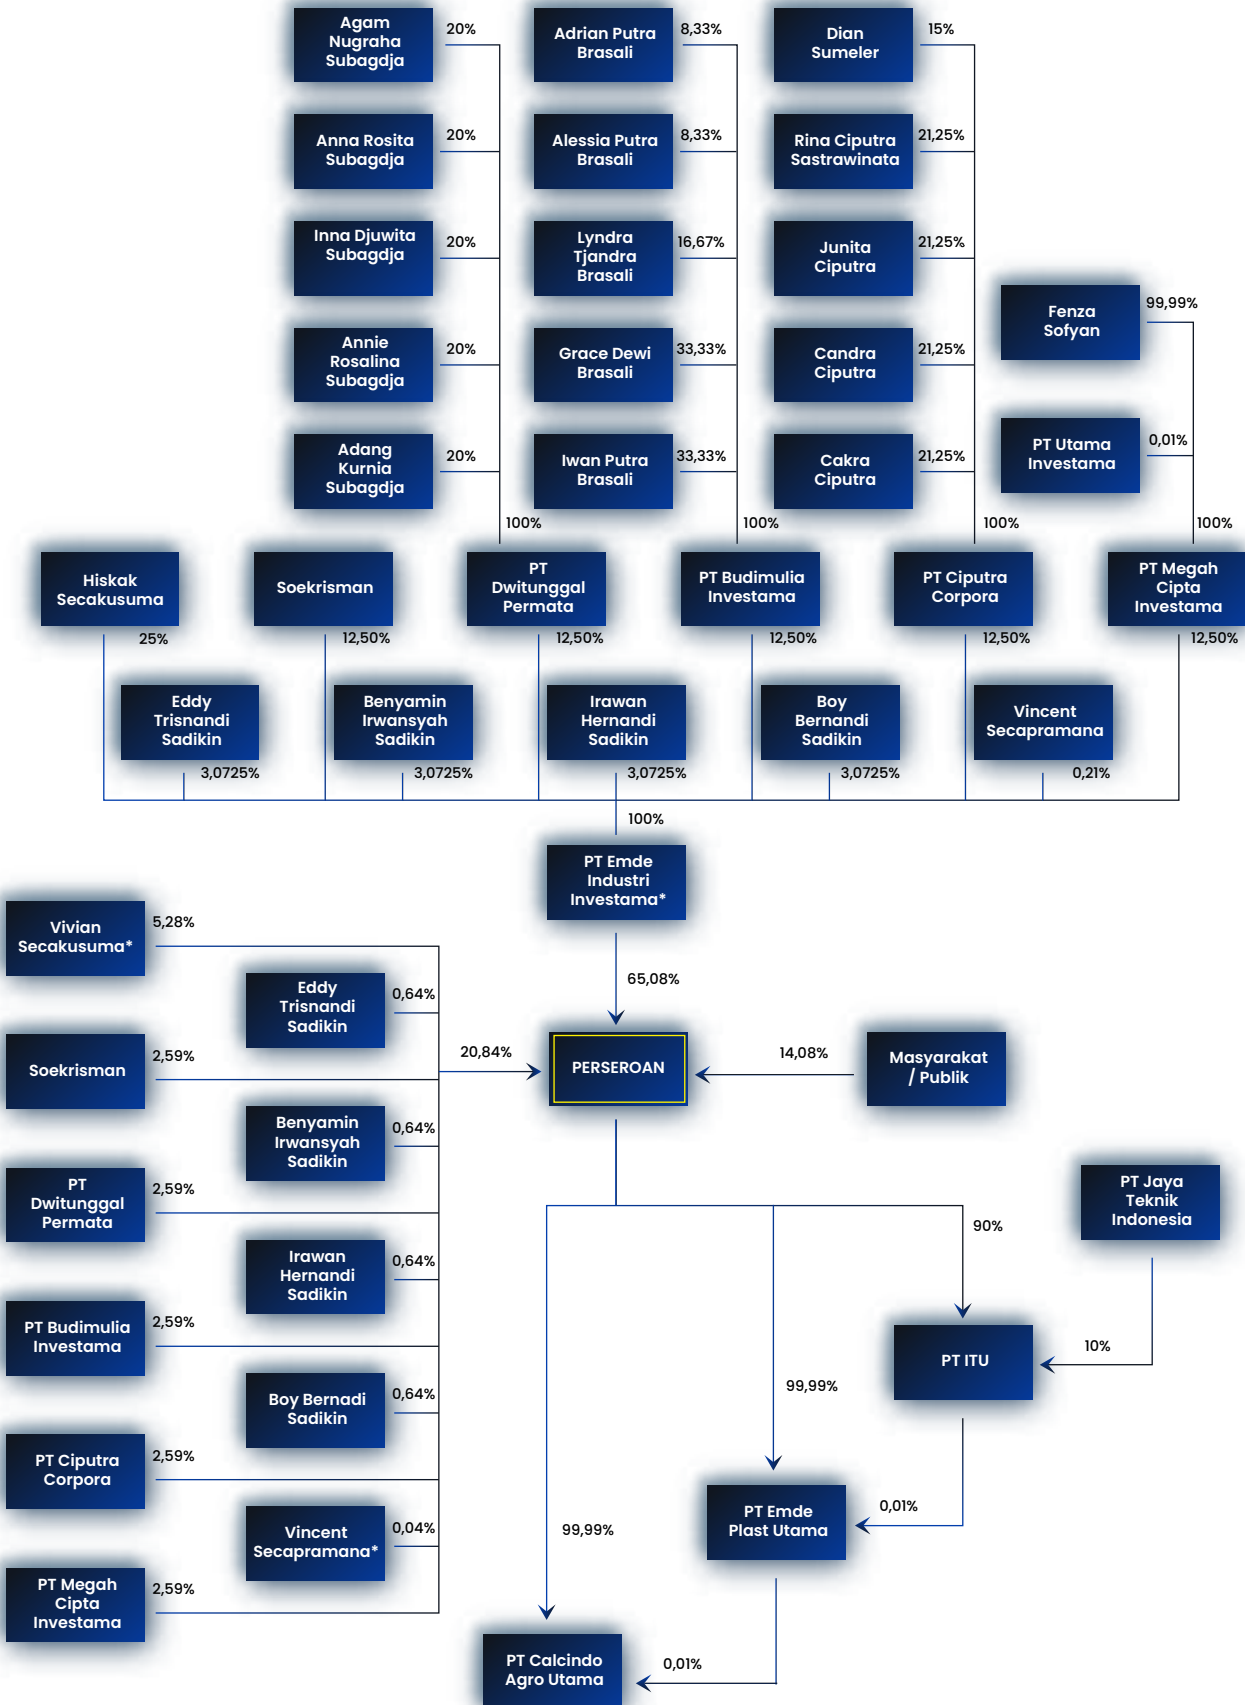 Agam
Nugraha
Subagdja
20%
Adrian Putra
Brasali
8,33%
Dian
Sumeler
15%
Anna Rosita
Subagdja
20%
Alessia Putra
Brasali
8,33%
Rina Ciputra
Sastrawinata
21,25%
Inna Djuwita
Subagdja
20%
Lyndra
Tjandra
Brasali
16,67%
Junita
Ciputra
21,25%
Fenza
Sofyan
99,99%
Annie
Rosalina
Subagdja
20%
Grace Dewi
Brasali
33,33%
Candra
Ciputra
21,25%
PT Utama
Investama
0,01%
Adang
Kurnia
Subagdja
20%
Iwan Putra
Brasali
33,33%
Cakra
Ciputra
21,25%
100%
100%
100%
100%
Hiskak
Secakusuma
25%
Soekrisman
12,50%
PT
Dwitunggal
Permata
12,50%
PT Budimulia
Investama
12,50%
PT Ciputra
Corpora
12,50%
PT Megah
Cipta
Investama
12,50%
Eddy
Trisnandi
Sadikin
3,0725%
Benyamin
Irwansyah
Sadikin
3,0725%
Irawan
Hernandi
Sadikin
3,0725%
Boy
Bernandi
Sadikin
3,0725%
Vincent
Secapramana
0,21%
100%
PT Emde
Industri
Investama*
65,08%
Vivian
Secakusuma*
5,28%
Eddy
Trisnandi
Sadikin
0,64%
Soekrisman
2,59%
20,84%
PERSEROAN
14,08%
Masyarakat
/ Publik
Benyamin
Irwansyah
Sadikin
0,64%
PT
Dwitunggal
Permata
2,59%
PT Jaya
Teknik
Indonesia
90%
Irawan
Hernandi
Sadikin
0,64%
PT Budimulia
Investama
2,59%
PT ITU
10%
Boy Bernadi
Sadikin
0,64%
99,99%
PT Ciputra
Corpora
2,59%
PT Emde
Plast Utama
0,01%
Vincent
Secapramana*
0,04%
99,99%
PT Megah
Cipta
Investama
2,59%
PT Calcindo
Agro Utama
0,01%